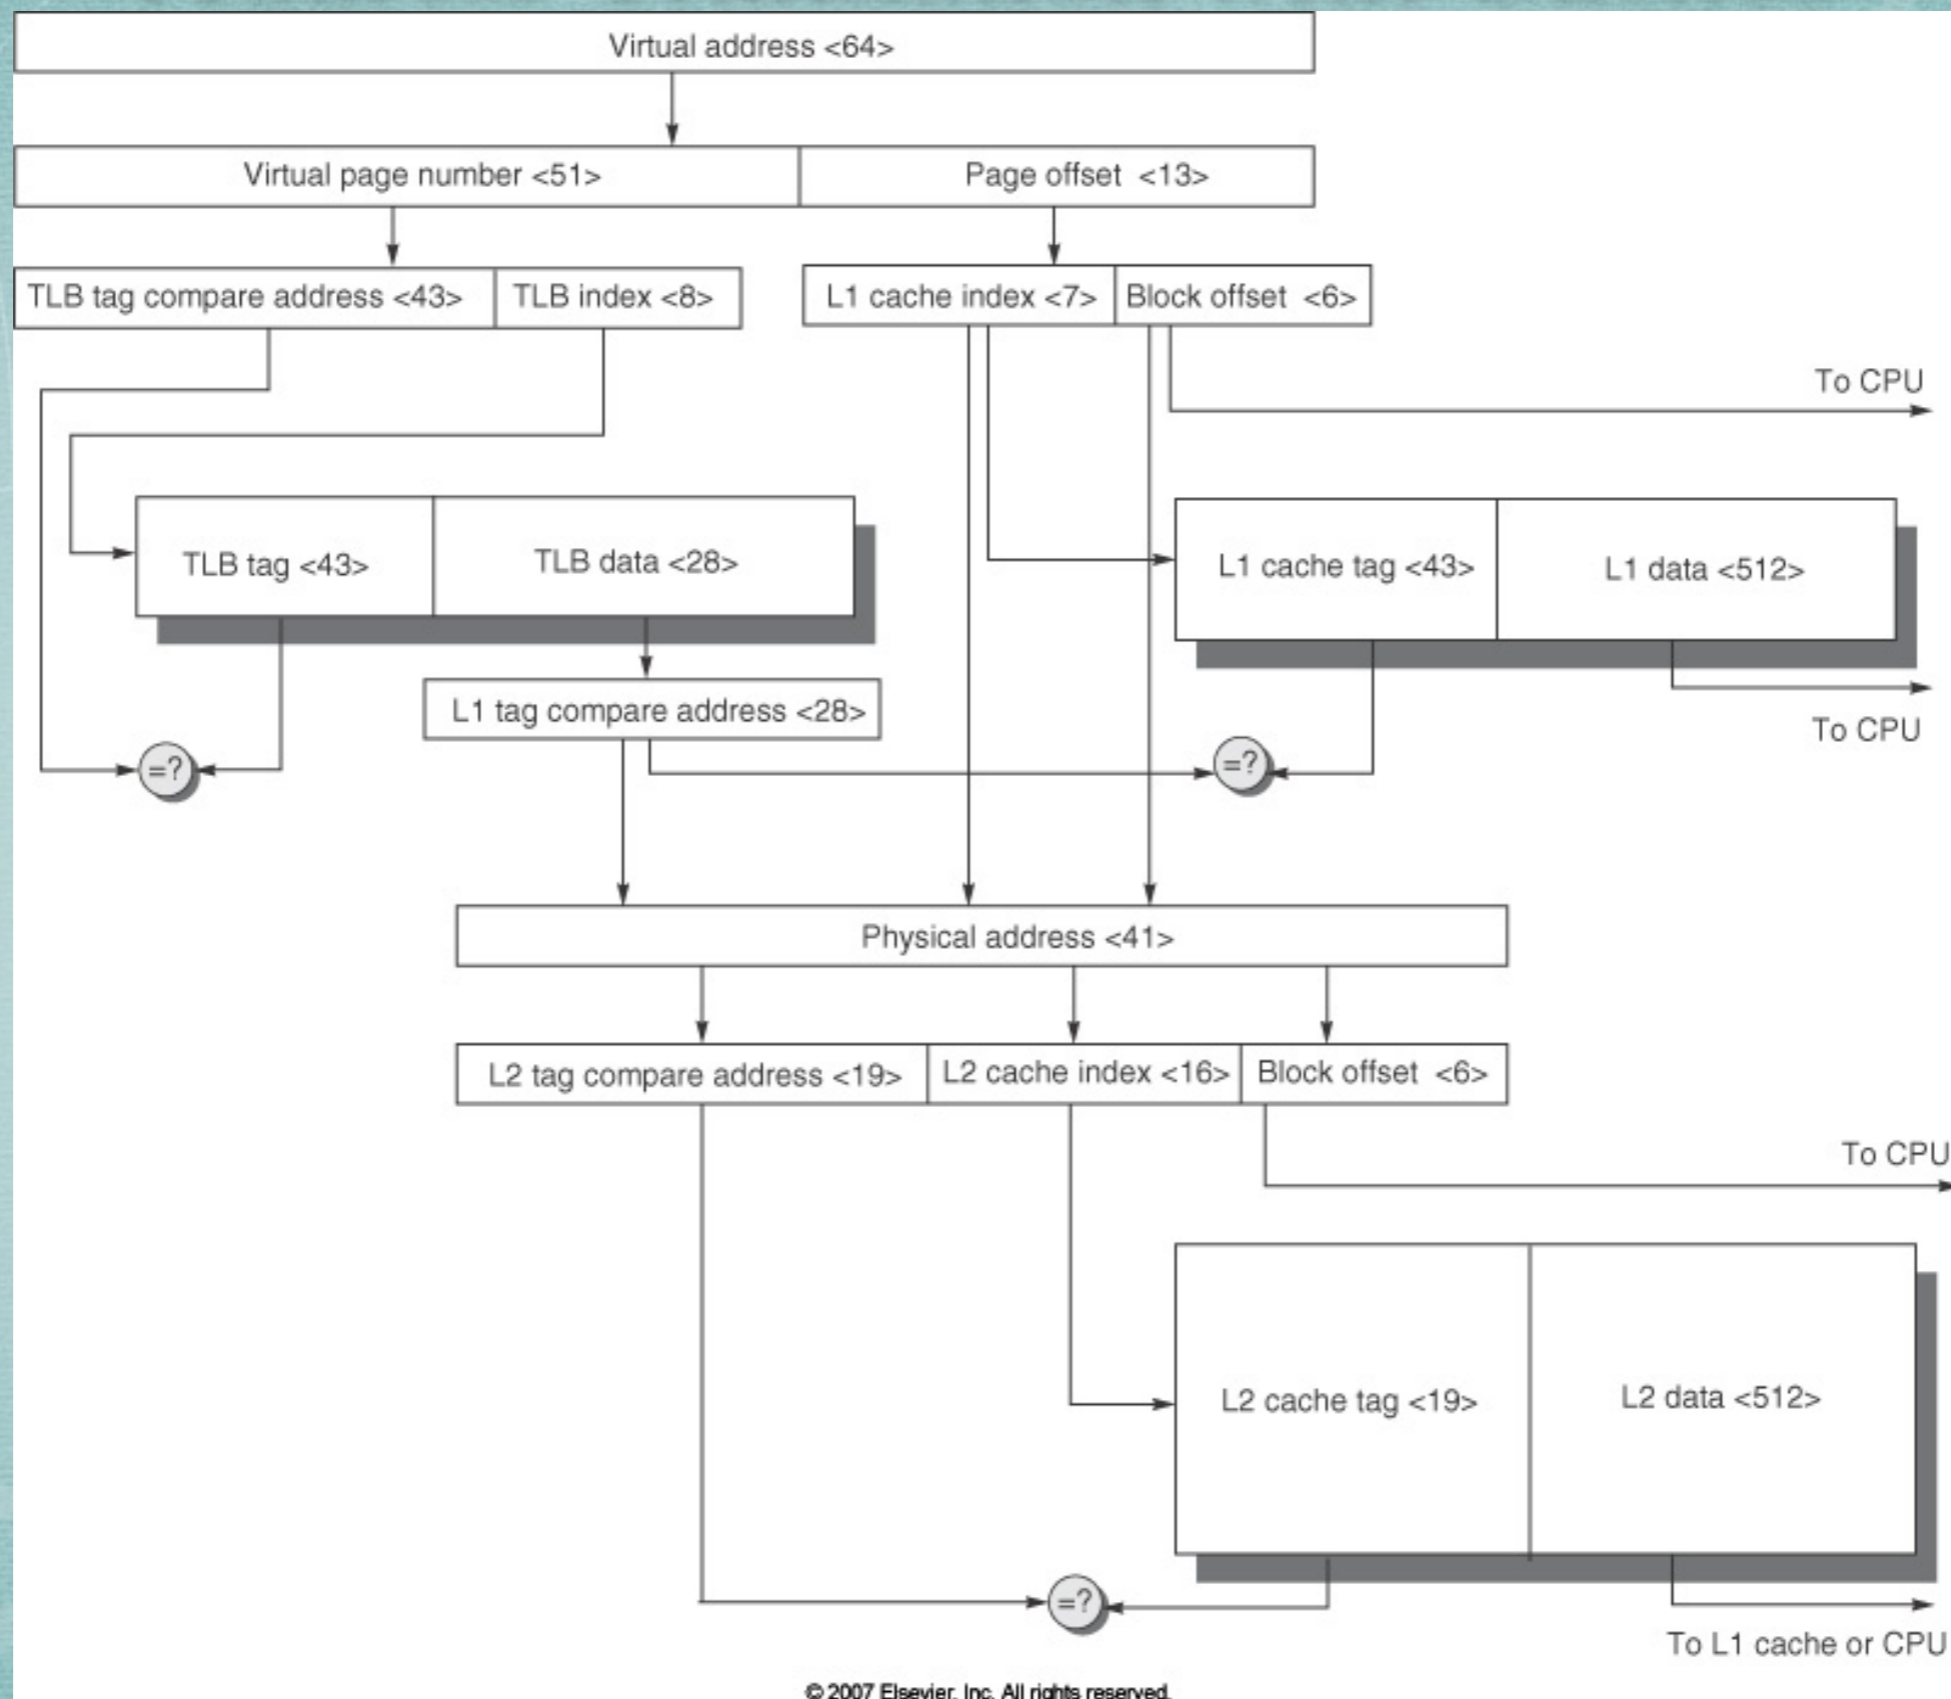 Virtual address <64>
Virtual page number <51>
Page offset <13>
TLB tag compare address <43>
TLB index <8>
L1 cache index <7>
Block offset <6>
To CPU
TLB tag <43>
TLB data <28>
L1 cache tag <43>
L1 data <512>
L1 tag compare address <28>
To CPU
=?
=?
Physical address <41>
L2 tag compare address <19>
L2 cache index <16>
Block offset <6>
To CPU
L2 cache tag <19>
L2 data <512>
=?
To L1 cache or CPU
© 2007 Elsevier, Inc. All rights reserved.